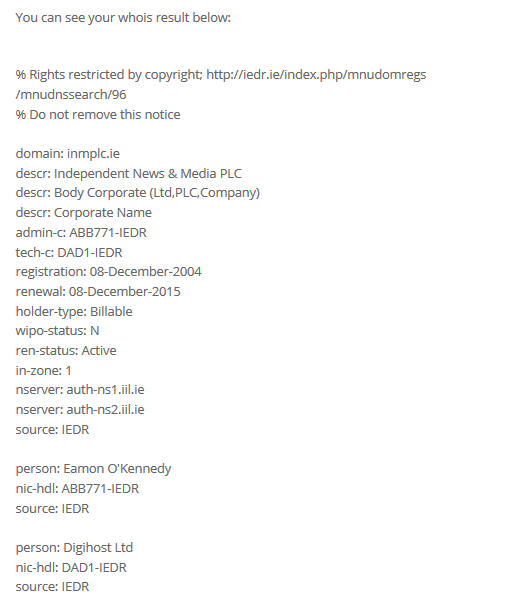 You can see your whois result below:
% Rights restricted by copyright; http://iedr.ie/index.php/mnudomregs
/mnudnssearch/96
% Do not remove this notice
domain: inmplc.ie
descr: Independent News & Media PLC
descr: Body Corporate (Ltd,PLC,Company)
descr: Corporate Name
admin-c: ABB771-IEDR
tech-c: DAD1-IEDR
registration: 08-December-2004
renewal: 08-December-2015
holder-type: Billable
wipo-status: N
ren-status: Active
in-zone: 1
nserver: auth-ns1.iil.ie
nserver: auth-ns2.iil.ie
source: IEDR
person: Eamon O'Kennedy
nic-hdl: ABB771-IEDR
source: IEDR
person: Digihost Ltd
nic-hdl: DAD1-IEDR
source: IEDR